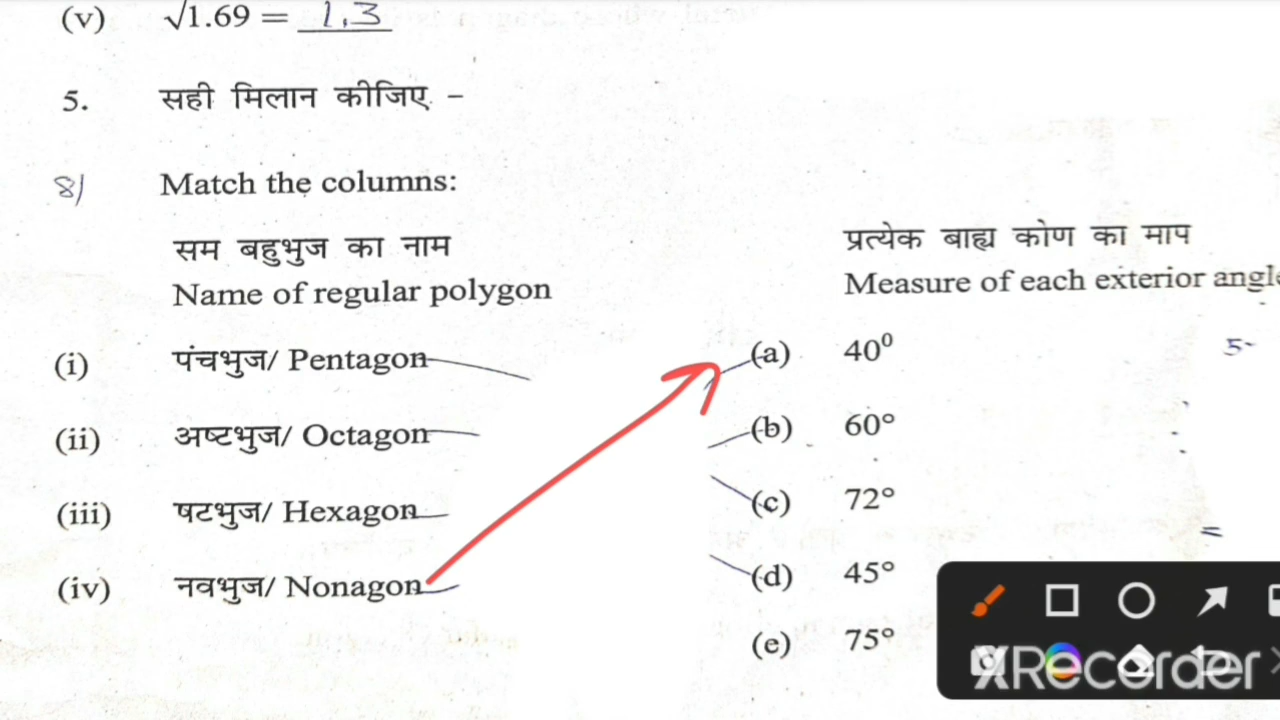 (v) √1.69 = 1.3
5. सही मिलान कीजिए –
8) Match the columns:
सम बहुभुज का नाम
प्रत्येक बाह्य कोण का माप
Name of regular polygon
Measure of each exterior angle
(i) पंचभुज/ Pentagon (a) 40⁰ 5-
(ii) अष्टभुज/ Octagon (b) 60°
(iii) षटभुज/ Hexagon (c) 72°
=
(iv) नवभुज/ Nonagon (d) 45°
(e) 75°
XRecorder